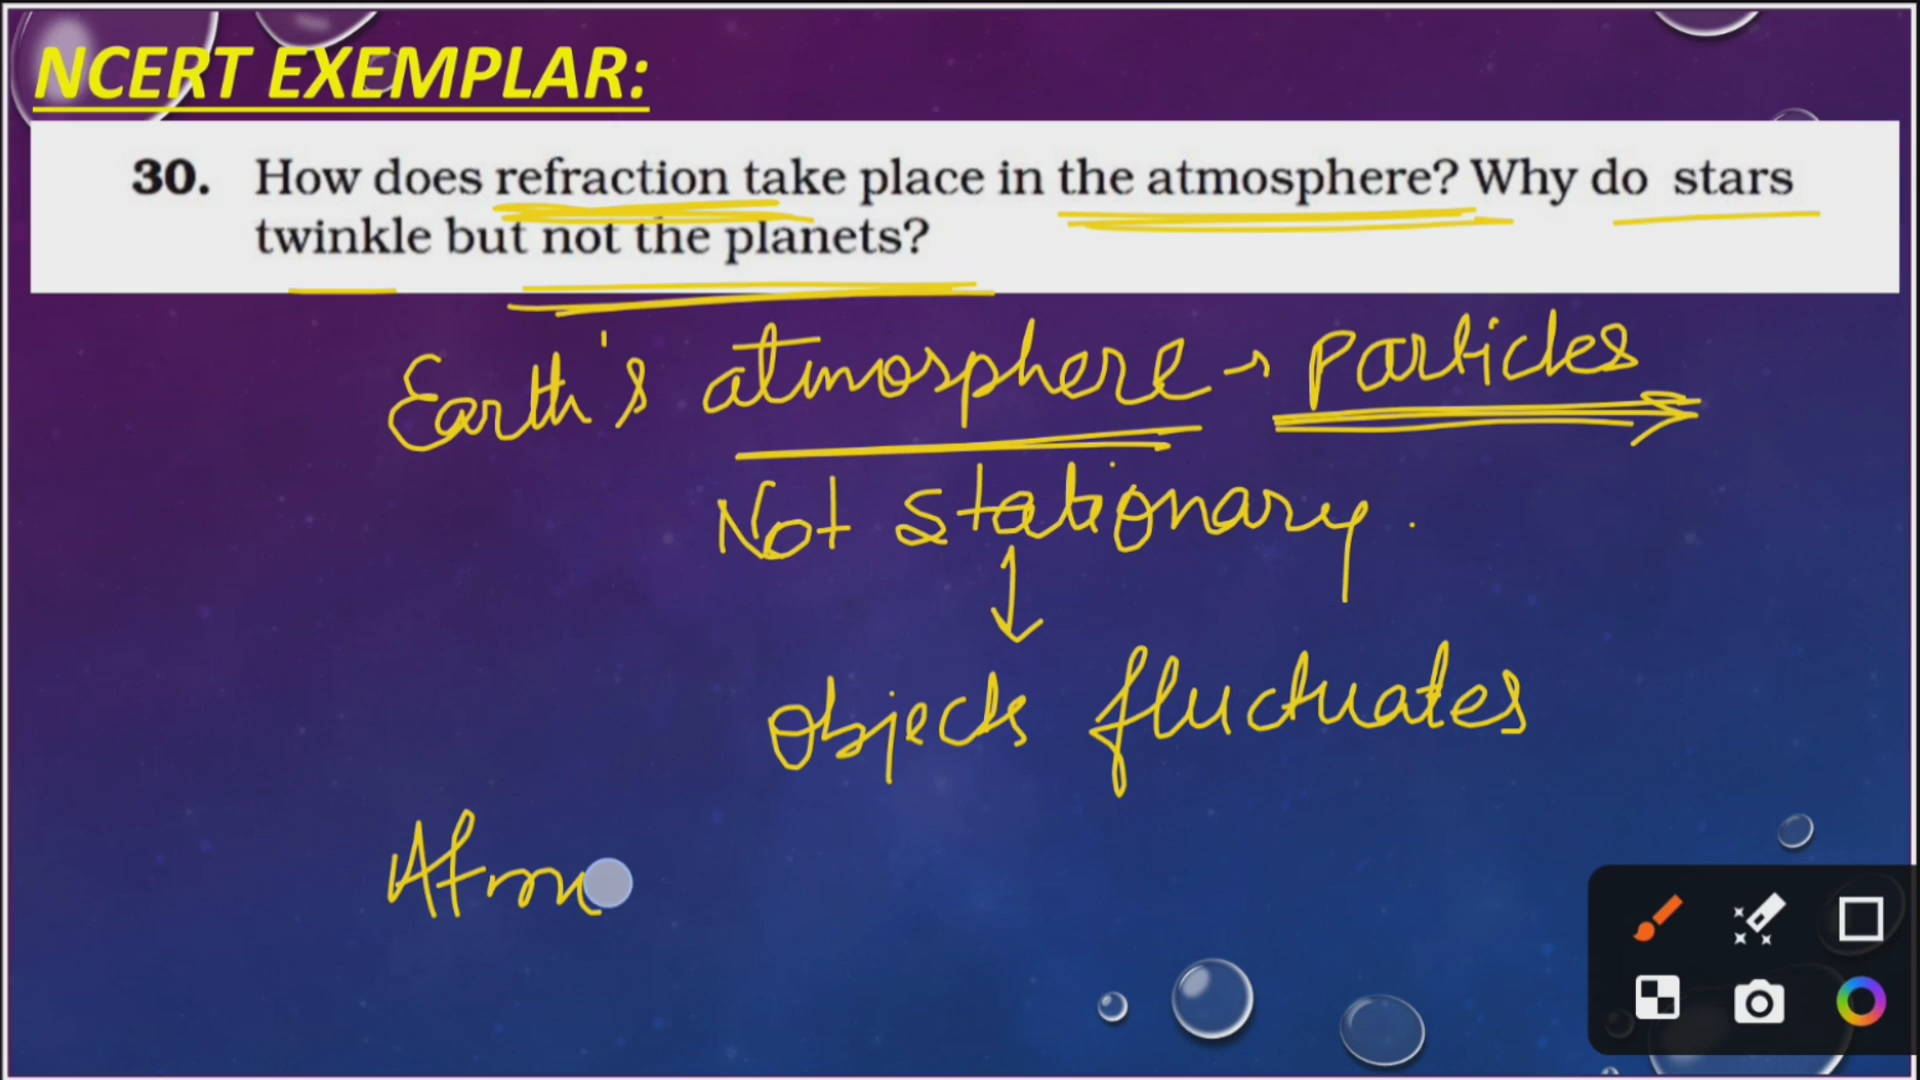 NCERT EXEMPLAR:
30. How does refraction take place in the atmosphere? Why do stars
twinkle but not the planets?
Earth's atmosphere → particles
Not stationary.
↓
objects fluctuates
Atmo